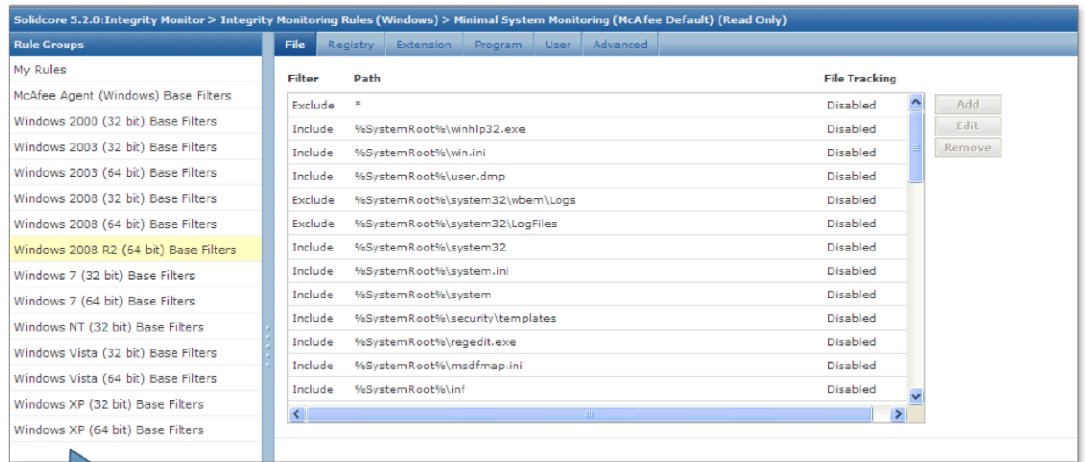 Solidcore 5.2.0:Integrity Monitor > Integrity Monitoring Rules (Windows) > Minimal System Monitoring (McAfee Default) (Read Only)
Rule Groups
My Rules
McAfee Agent (Windows) Base Filters
Windows 2000 (32 bit) Base Filters
Windows 2003 (32 bit) Base Filters
Windows 2003 (64 bit) Base Filters
Windows 2008 (32 bit) Base Filters
Windows 2008 (64 bit) Base Filters
Windows 2008 R2 (64 bit) Base Filters
Windows 7 (32 bit) Base Filters
Windows 7 (64 bit) Base Filters
Windows NT (32 bit) Base Filters
Windows Vista (32 bit) Base Filters
Windows Vista (64 bit) Base Filters
Windows XP (32 bit) Base Filters
Windows XP (64 bit) Base Filters
File Registry Extension Program User Advanced
Filter Path File Tracking
Exclude * Disabled
Include %SystemRoot%\winhlp32.exe Disabled
Include %SystemRoot%\win.ini Disabled
Include %SystemRoot%\user.dmp Disabled
Exclude %SystemRoot%\system32\wbem\Logs Disabled
Exclude %SystemRoot%\system32\LogFiles Disabled
Include %SystemRoot%\system32 Disabled
Include %SystemRoot%\system.ini Disabled
Include %SystemRoot%\system Disabled
Include %SystemRoot%\security\templates Disabled
Include %SystemRoot%\regedit.exe Disabled
Include %SystemRoot%\msdfmap.ini Disabled
Include %SystemRoot%\inf Disabled
Add
Edit
Remove